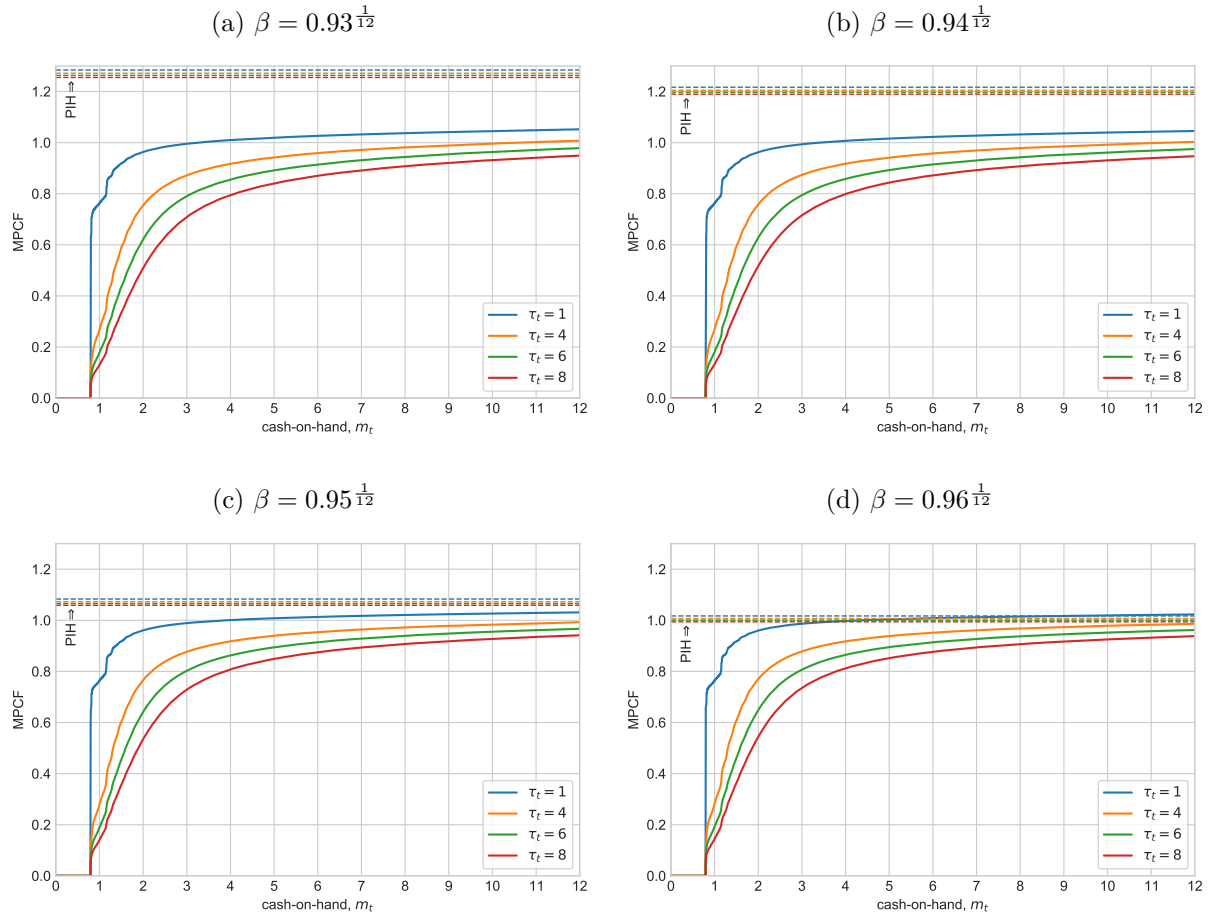 (a) β = 0.93^{1/12}
PIH⇒
MPCF
0.0
0.2
0.4
0.6
0.8
1.0
1.2
0 1 2 3 4 5 6 7 8 9 10 11 12
cash-on-hand, m_t
τ_t = 1
τ_t = 4
τ_t = 6
τ_t = 8
(b) β = 0.94^{1/12}
PIH⇒
MPCF
0.0
0.2
0.4
0.6
0.8
1.0
1.2
0 1 2 3 4 5 6 7 8 9 10 11 12
cash-on-hand, m_t
τ_t = 1
τ_t = 4
τ_t = 6
τ_t = 8
(c) β = 0.95^{1/12}
PIH⇒
MPCF
0.0
0.2
0.4
0.6
0.8
1.0
1.2
0 1 2 3 4 5 6 7 8 9 10 11 12
cash-on-hand, m_t
τ_t = 1
τ_t = 4
τ_t = 6
τ_t = 8
(d) β = 0.96^{1/12}
PIH⇒
MPCF
0.0
0.2
0.4
0.6
0.8
1.0
1.2
0 1 2 3 4 5 6 7 8 9 10 11 12
cash-on-hand, m_t
τ_t = 1
τ_t = 4
τ_t = 6
τ_t = 8